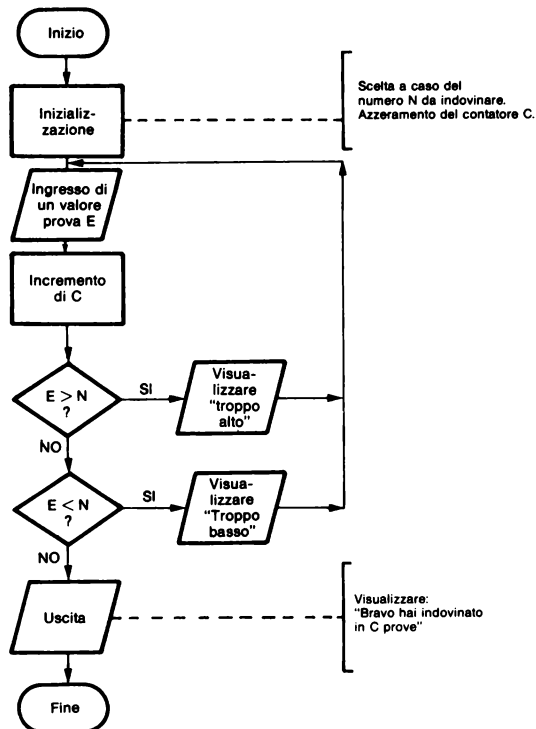 Inizio
Inizializ-
zazione
Scelta a caso del
numero N da indovinare.
Azzeramento del contatore C.
Ingresso di
un valore
prova E
Incremento
di C
E > N
?
SI
Visua-
lizzare
“troppo
alto”
NO
E < N
?
SI
Visua-
lizzare
“Troppo
basso”
NO
Uscita
Visualizzare:
“Bravo hai indovinato
in C prove”
Fine